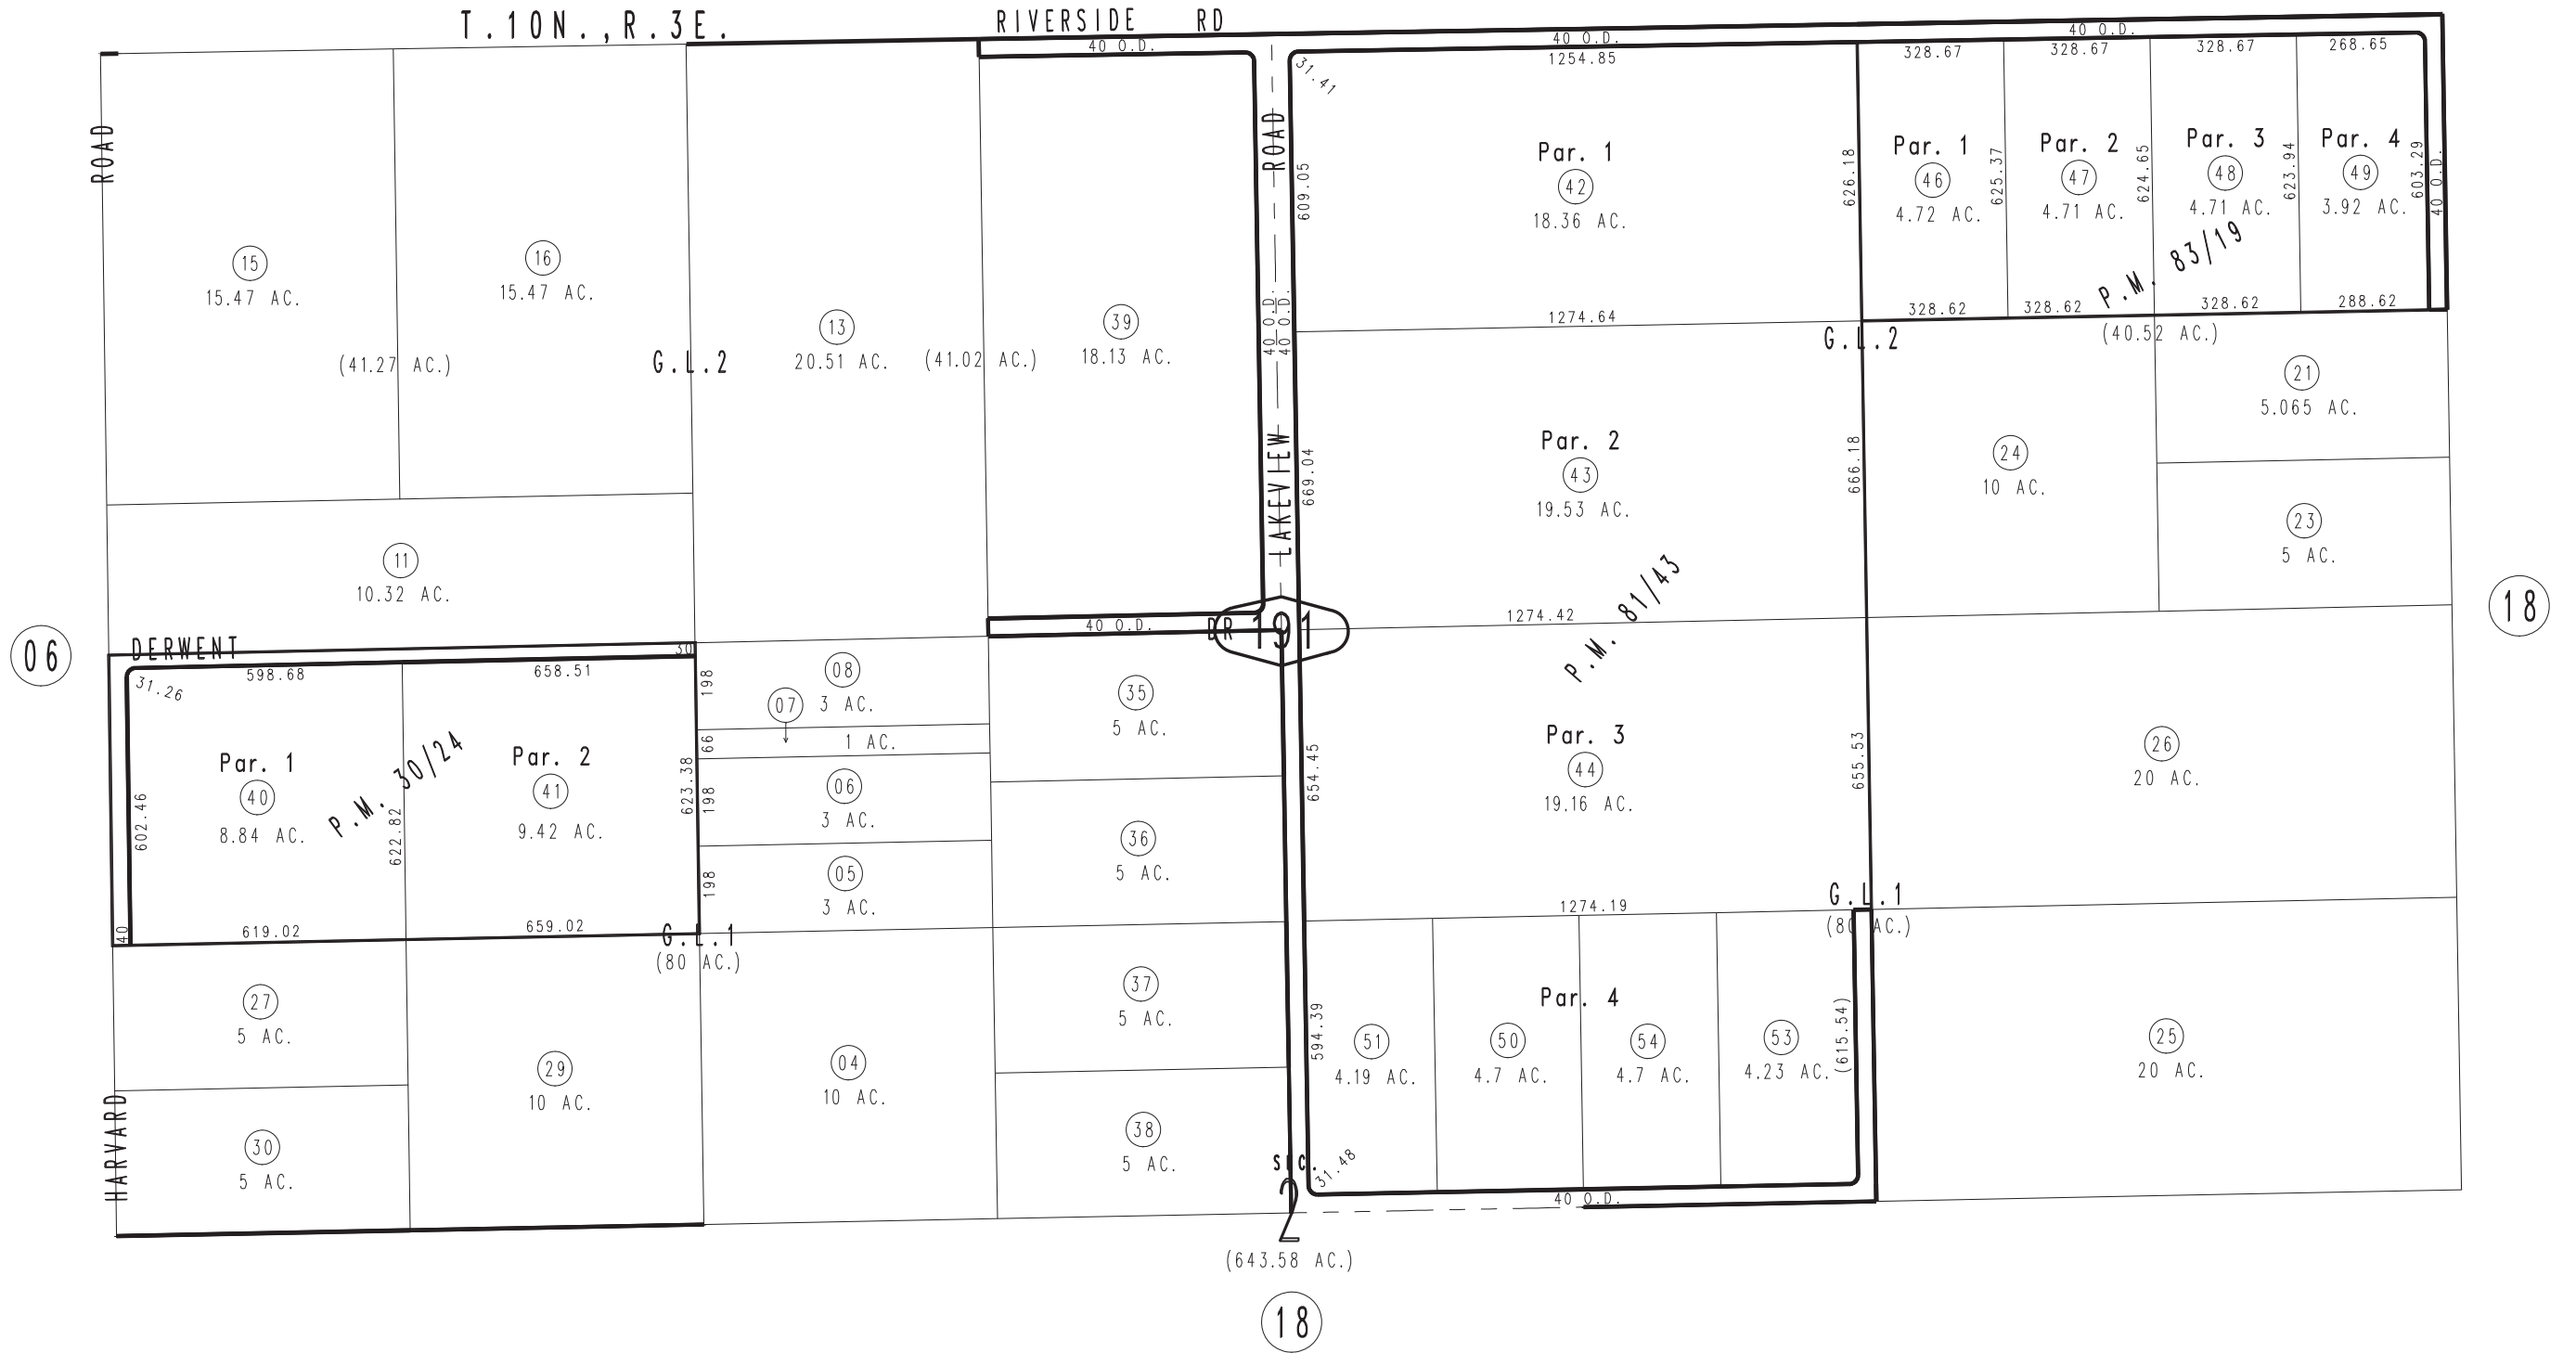 T.10N.,R.3E.
RIVERSIDE RD
40 O.D.
40 O.D.
40 O.D.
ROAD
15
15.47 AC.
16
15.47 AC.
(41.27 AC.)
G.L.2
13
20.51 AC.
(41.02 AC.)
39
18.13 AC.
11
10.32 AC.
LAKEVIEW ROAD
40 O.D.
40 O.D.
31.41
1254.85
609.05
Par. 1
42
18.36 AC.
626.18
1274.64
328.67
328.67
328.67
268.65
Par. 1
46
4.72 AC.
625.37
Par. 2
47
4.71 AC.
624.65
Par. 3
48
4.71 AC.
623.94
Par. 4
49
3.92 AC.
603.29
40 O.D.
P.M. 83/19
328.62
328.62
328.62
288.62
G.L.2
(40.52 AC.)
669.04
Par. 2
43
19.53 AC.
666.18
24
10 AC.
21
5.065 AC.
23
5 AC.
P.M. 81/43
1274.42
06
DERWENT
DR
191
40 O.D.
18
30
31.26
598.68
658.51
602.46
Par. 1
40
8.84 AC.
P.M. 30/24
622.82
Par. 2
41
9.42 AC.
623.38
40
619.02
659.02
198
08
3 AC.
07
66
1 AC.
198
06
3 AC.
198
05
3 AC.
35
5 AC.
36
5 AC.
654.45
Par. 3
44
19.16 AC.
655.53
26
20 AC.
1274.19
G.L.1
(80 AC.)
G.L.1
(80 AC.)
HARVARD
27
5 AC.
30
5 AC.
29
10 AC.
04
10 AC.
37
5 AC.
38
5 AC.
594.39
Par. 4
51
4.19 AC.
50
4.7 AC.
54
4.7 AC.
53
4.23 AC.
(615.54)
25
20 AC.
31.48
40 O.D.
2
(643.58 AC.)
18